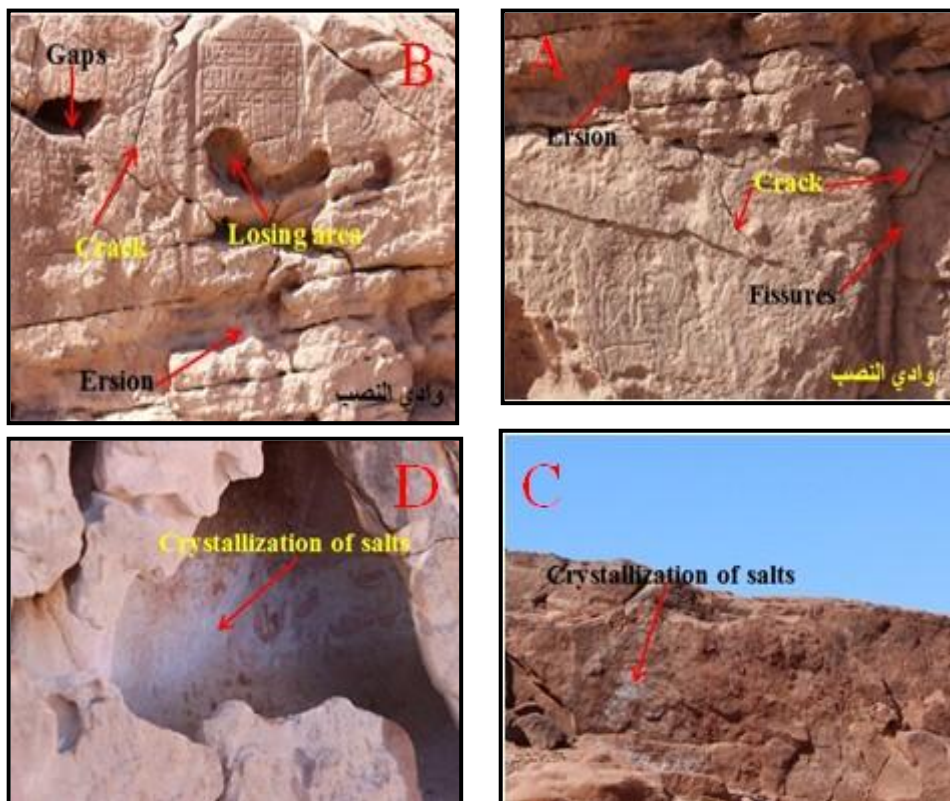 B
Gaps
Crack
Losing area
Ersion
وادي النصب
A
Ersion
Crack
Fissures
وادي النصب
D
Crystallization of salts
C
Crystallization of salts